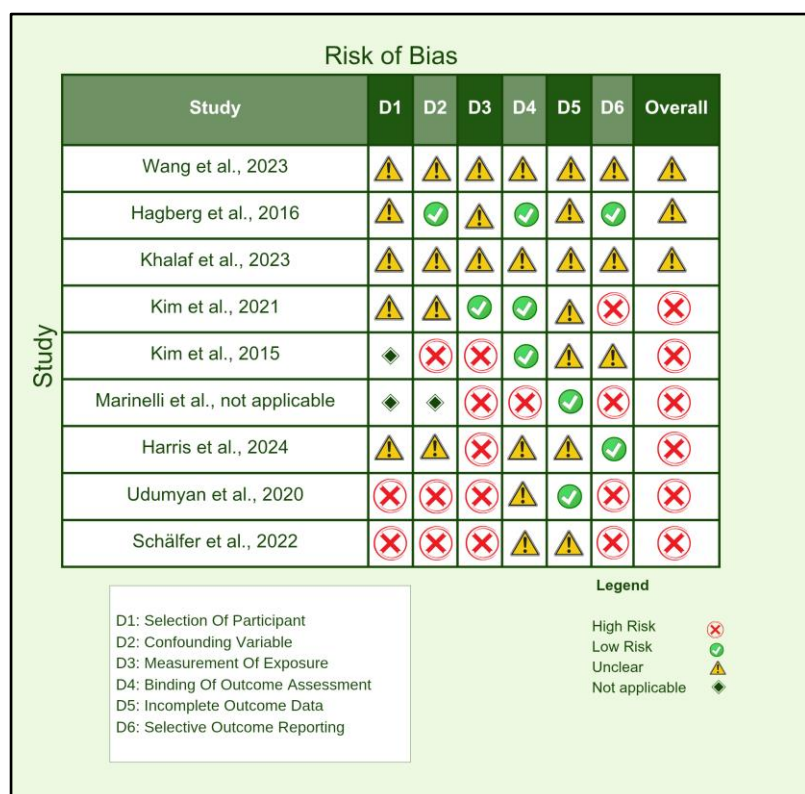 Risk of Bias
Study D1 D2 D3 D4 D5 D6 Overall
Wang et al., 2023
Hagberg et al., 2016
Khalaf et al., 2023
Kim et al., 2021
Kim et al., 2015
Marinelli et al., not applicable
Harris et al., 2024
Udumyan et al., 2020
Schälfer et al., 2022
Study
D1: Selection Of Participant
D2: Confounding Variable
D3: Measurement Of Exposure
D4: Binding Of Outcome Assessment
D5: Incomplete Outcome Data
D6: Selective Outcome Reporting
Legend
High Risk
Low Risk
Unclear
Not applicable